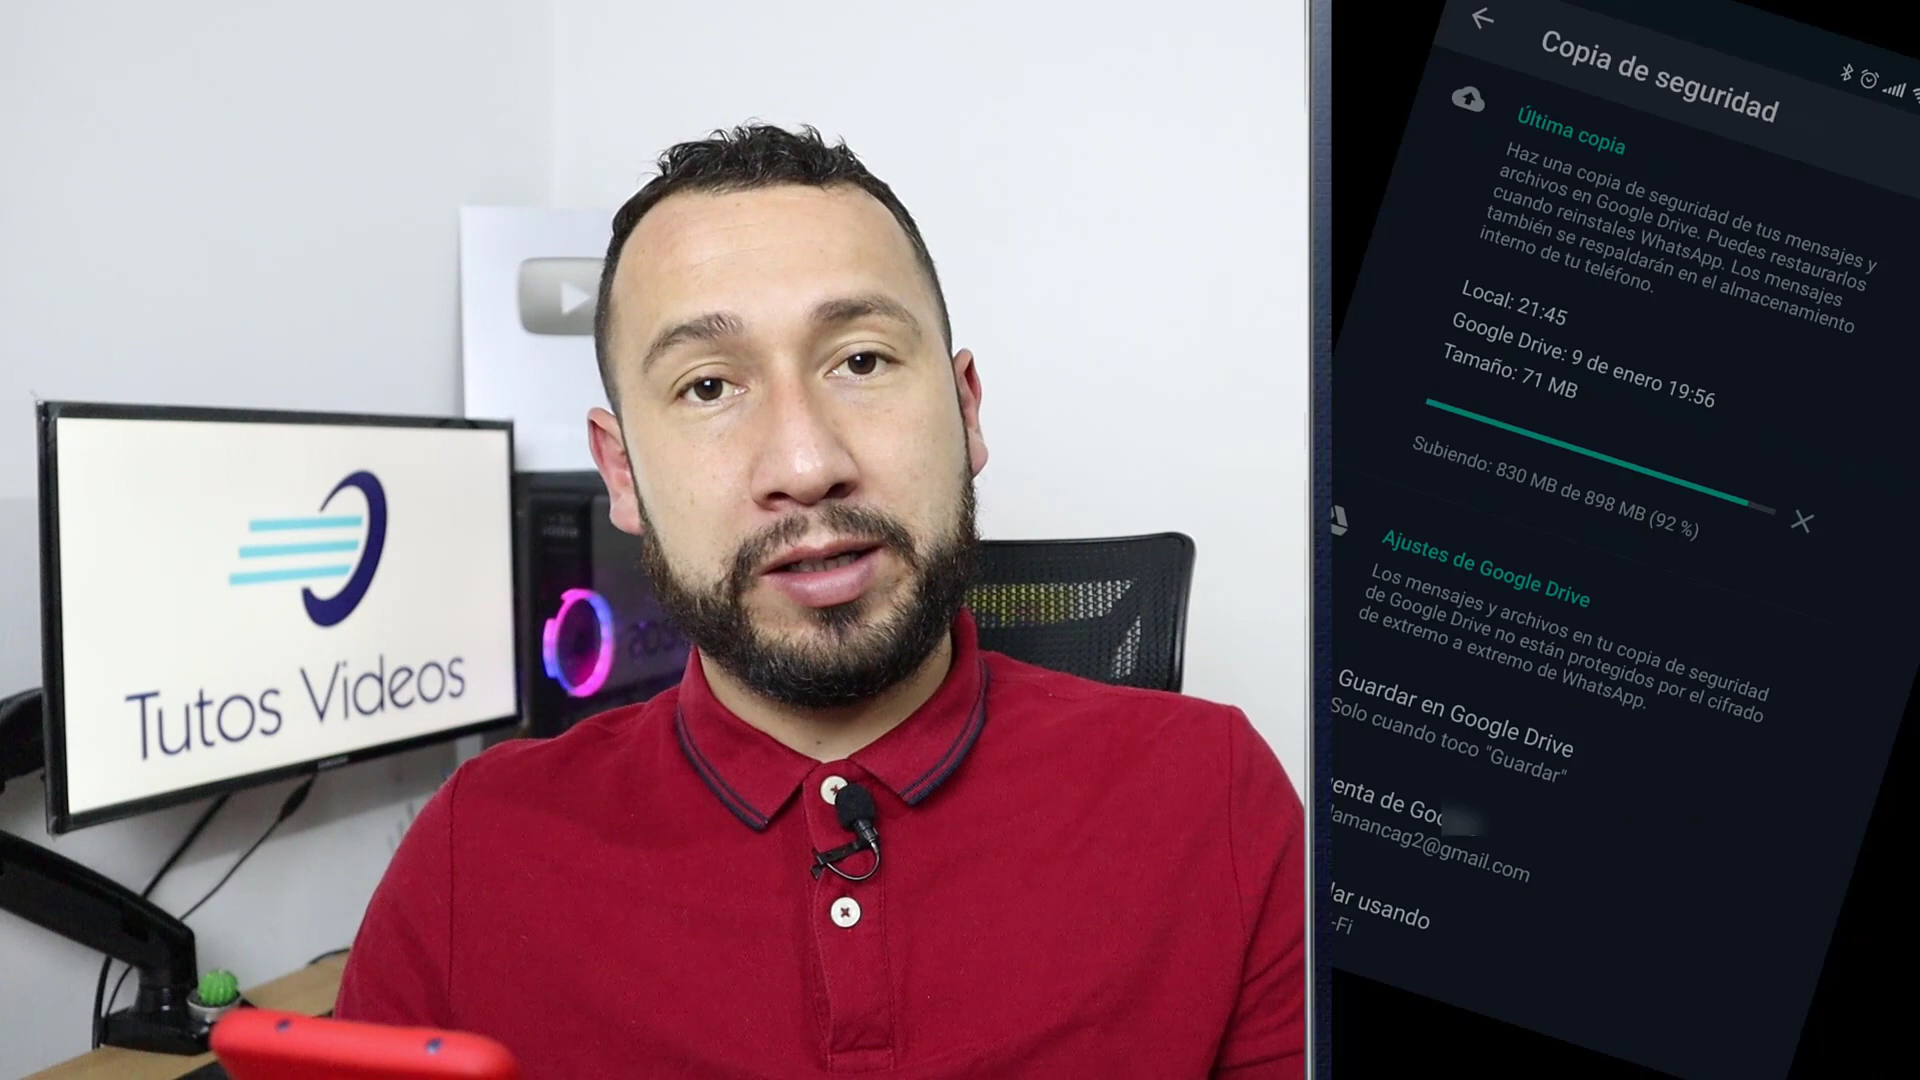 Tutos Videos
Copia de seguridad
Última copia
Haz una copia de seguridad de tus mensajes y
archivos en Google Drive. Puedes restaurarlos
cuando reinstales WhatsApp. Los mensajes
también se respaldarán en el almacenamiento
interno de tu teléfono.
Local: 21:45
Google Drive: 9 de enero 19:56
Tamaño: 71 MB
Subiendo: 830 MB de 898 MB (92 %)
Ajustes de Google Drive
Los mensajes y archivos en tu copia de seguridad
de Google Drive no están protegidos por el cifrado
de extremo a extremo de WhatsApp.
Guardar en Google Drive
Solo cuando toco "Guardar"
enta de Goo
lamancag2@gmail.com
ar usando
-Fi